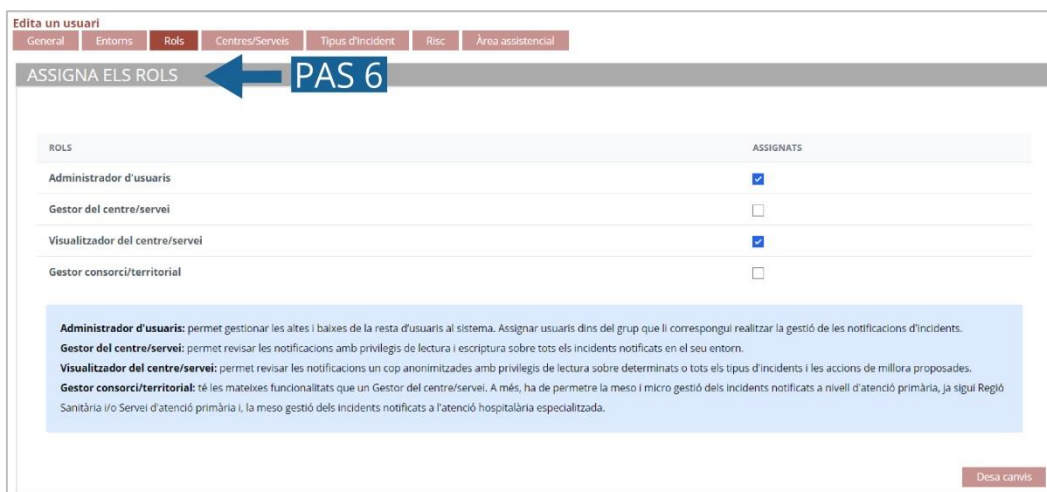 Edita un usuari
General Entorns Rols Centres/Serveis Tipus d'incident Risc Àrea assistencial
ASSIGNA ELS ROLS PAS 6
ROLS ASSIGNATS
Administrador d'usuaris
Gestor del centre/servei
Visualitzador del centre/servei
Gestor consorci/territorial
Administrador d'usuaris: permet gestionar les altes i baixes de la resta d'usuaris al sistema. Assignar usuaris dins del grup que li correspongui realitzar la gestió de les notificacions d'incidents.
Gestor del centre/servei: permet revisar les notificacions amb privilegis de lectura i escriptura sobre tots els incidents notificats en el seu entorn.
Visualitzador del centre/servei: permet revisar les notificacions un cop anonimitzades amb privilegis de lectura sobre determinats o tots els tipus d'incidents i les accions de millora proposades.
Gestor consorci/territorial: té les mateixes funcionalitats que un Gestor del centre/servei. A més, ha de permetre la meso i micro gestió dels incidents notificats a nivell d'atenció primària, ja sigui Regió
Sanitària i/o Servei d'atenció primària i, la meso gestió dels incidents notificats a l'atenció hospitalària especialitzada.
Desa canvis